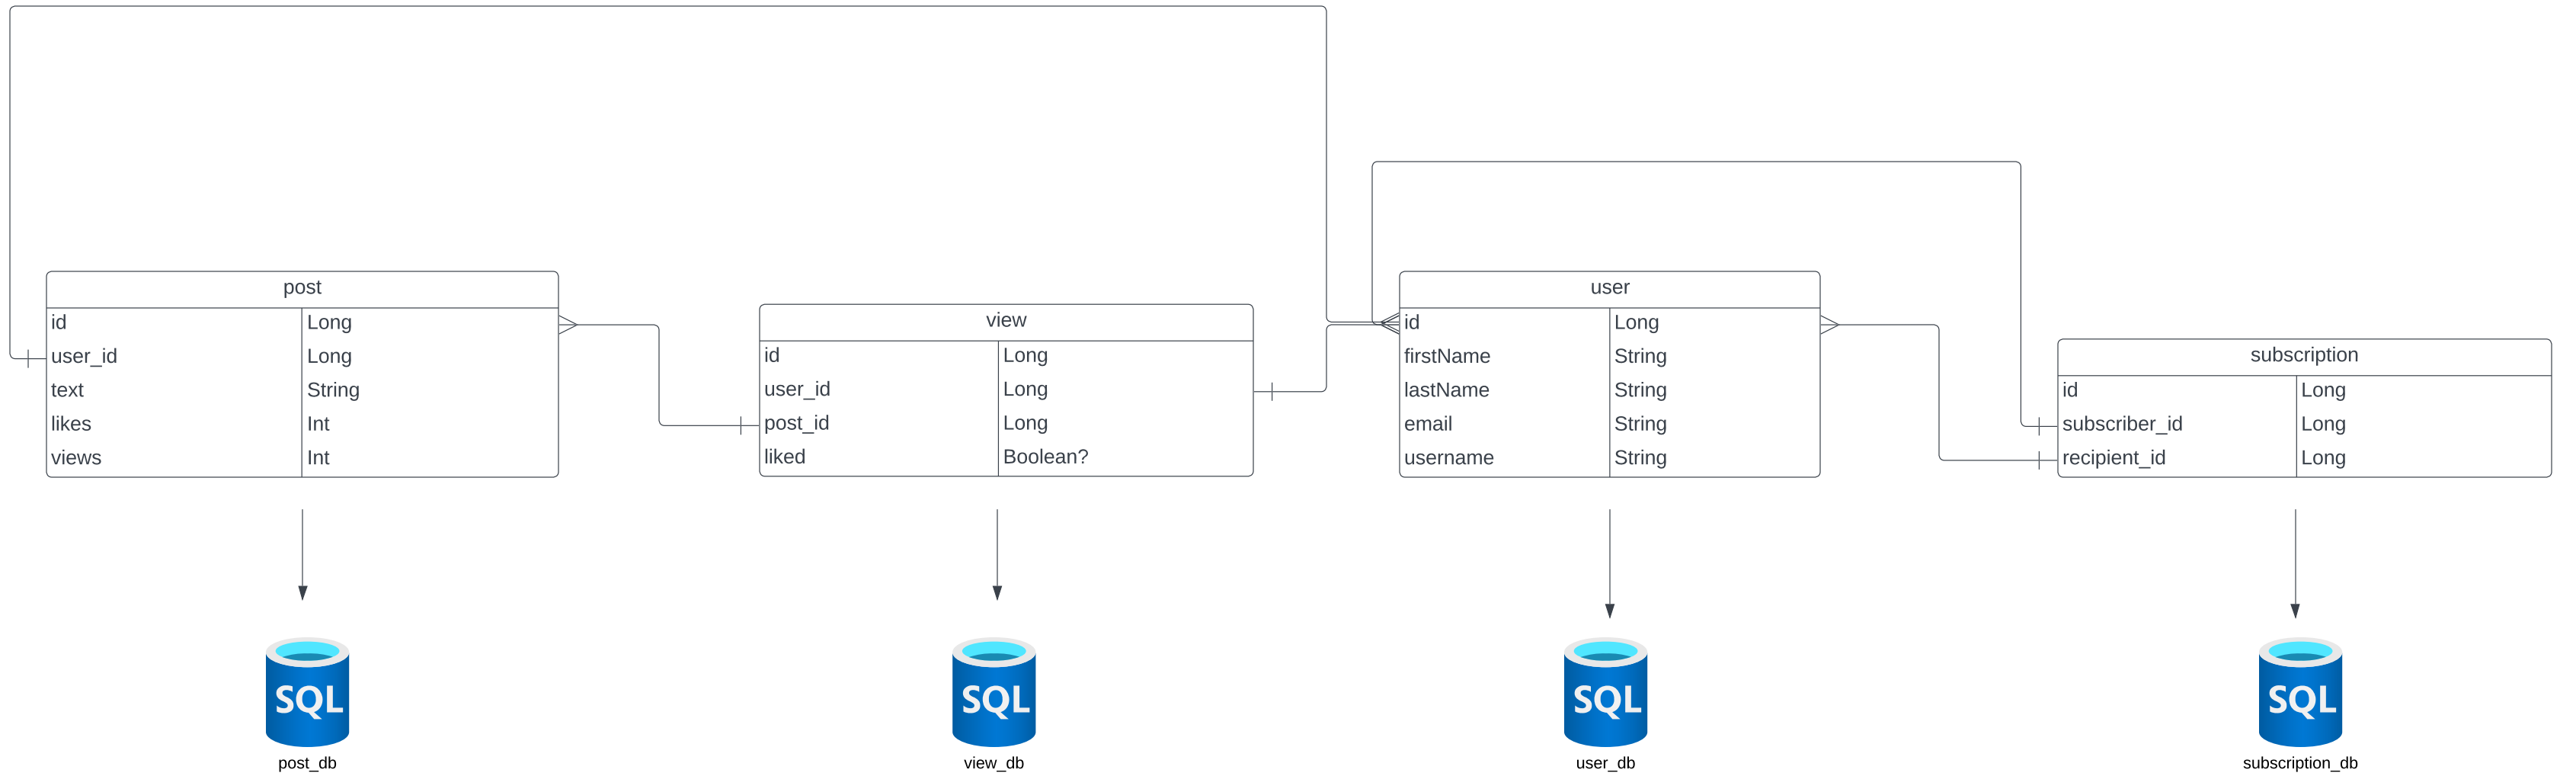 post
id Long
user_id Long
text String
likes Int
views Int
view
id Long
user_id Long
post_id Long
liked Boolean?
user
id Long
firstName String
lastName String
email String
username String
subscription
id Long
subscriber_id Long
recipient_id Long
SQL
post_db
SQL
view_db
SQL
user_db
SQL
subscription_db